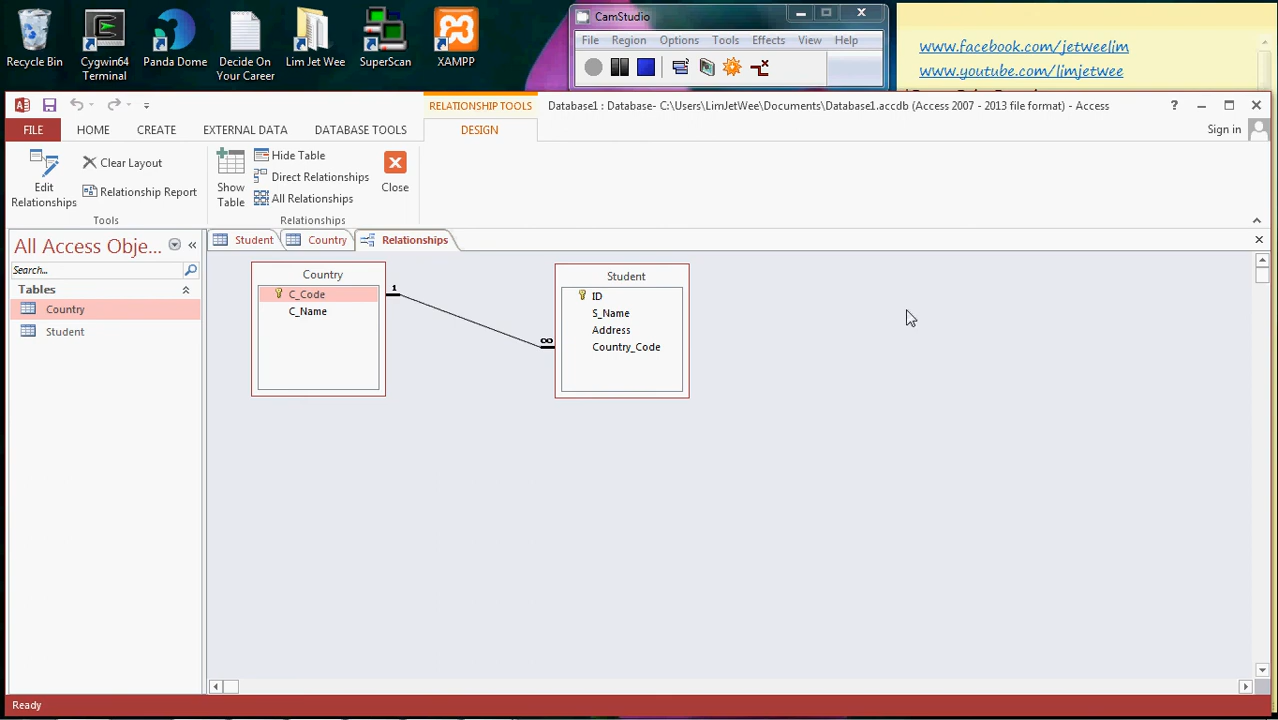 Recycle Bin
Cygwin64 Terminal
Panda Dome
Decide On Your Career
Lim Jet Wee
SuperScan
XAMPP
CamStudio
File Region Options Tools Effects View Help
www.facebook.com/jetweelim
www.youtube.com/limjetwee
RELATIONSHIP TOOLS
Database1 : Database- C:\Users\LimJetWee\Documents\Database1.accdb (Access 2007 - 2013 file format) - Access
FILE HOME CREATE EXTERNAL DATA DATABASE TOOLS DESIGN
Sign in
Edit Relationships
Clear Layout
Relationship Report
Tools
Show Table
Hide Table
Direct Relationships
All Relationships
Relationships
Close
All Access Obje...
Search...
Tables
Country
Student
Student
Country
Relationships
Country
C_Code
C_Name
1
∞
Student
ID
S_Name
Address
Country_Code
Ready